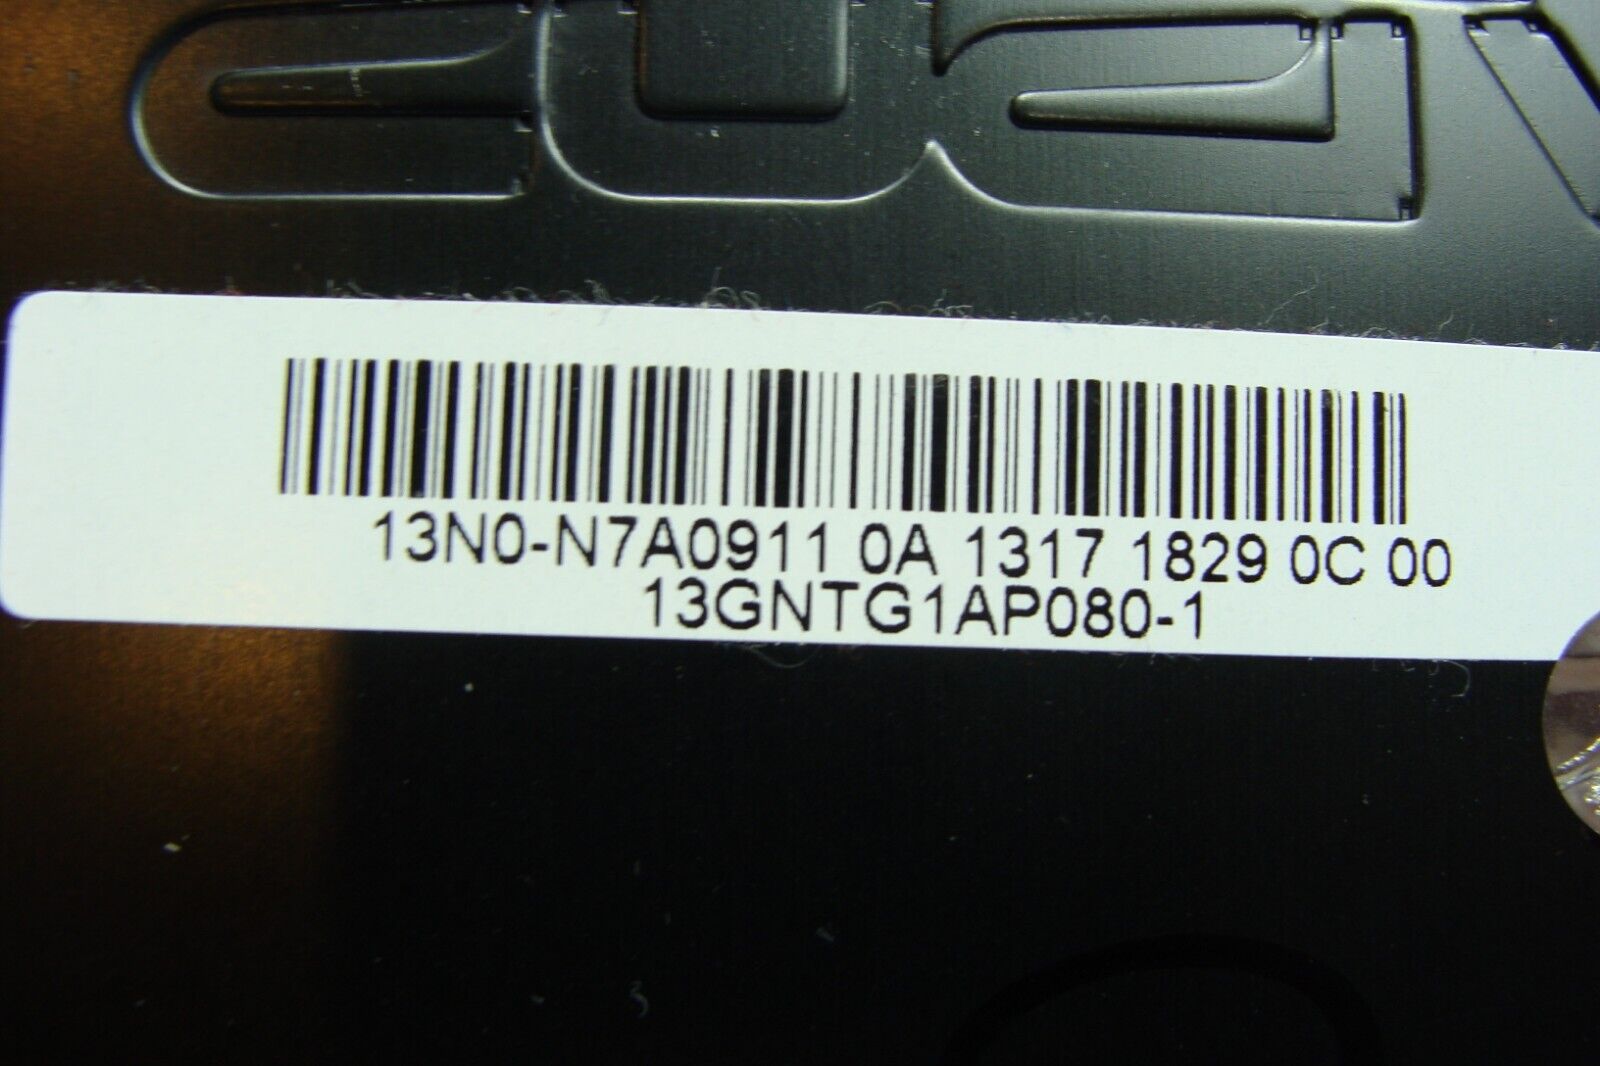 13N0-N7A0911 0A 1317 1829 0C 00
13GNTG1AP080-1